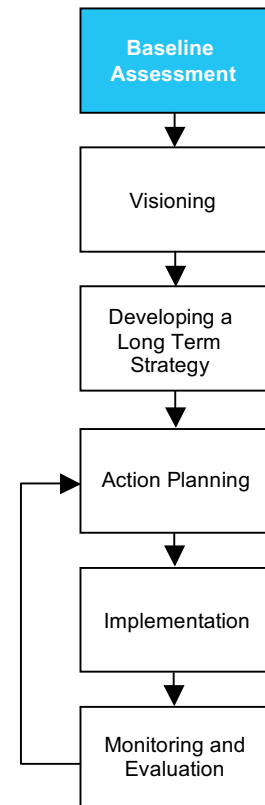 Baseline
Assessment
Visioning
Developing a
Long Term
Strategy
Action Planning
Implementation
Monitoring and
Evaluation